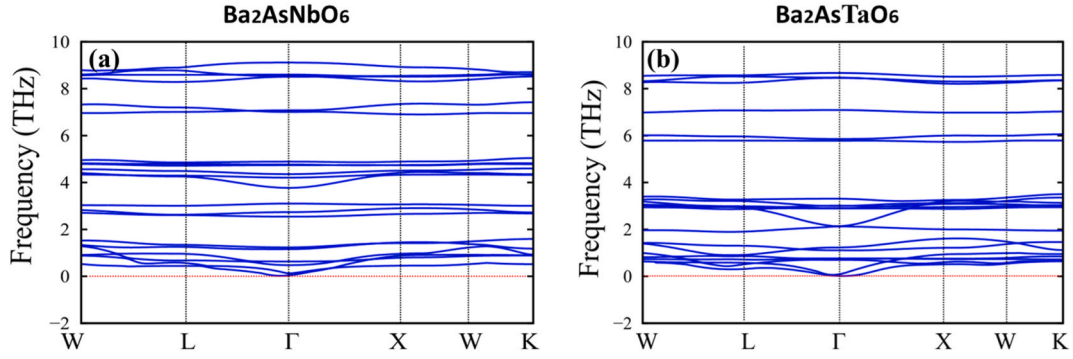 Ba2AsNbO6
(a)
Frequency (THz)
10
8
6
4
2
0
−2
W L Γ X W K
Ba2AsTaO6
(b)
Frequency (THz)
10
8
6
4
2
0
−2
W L Γ X W K